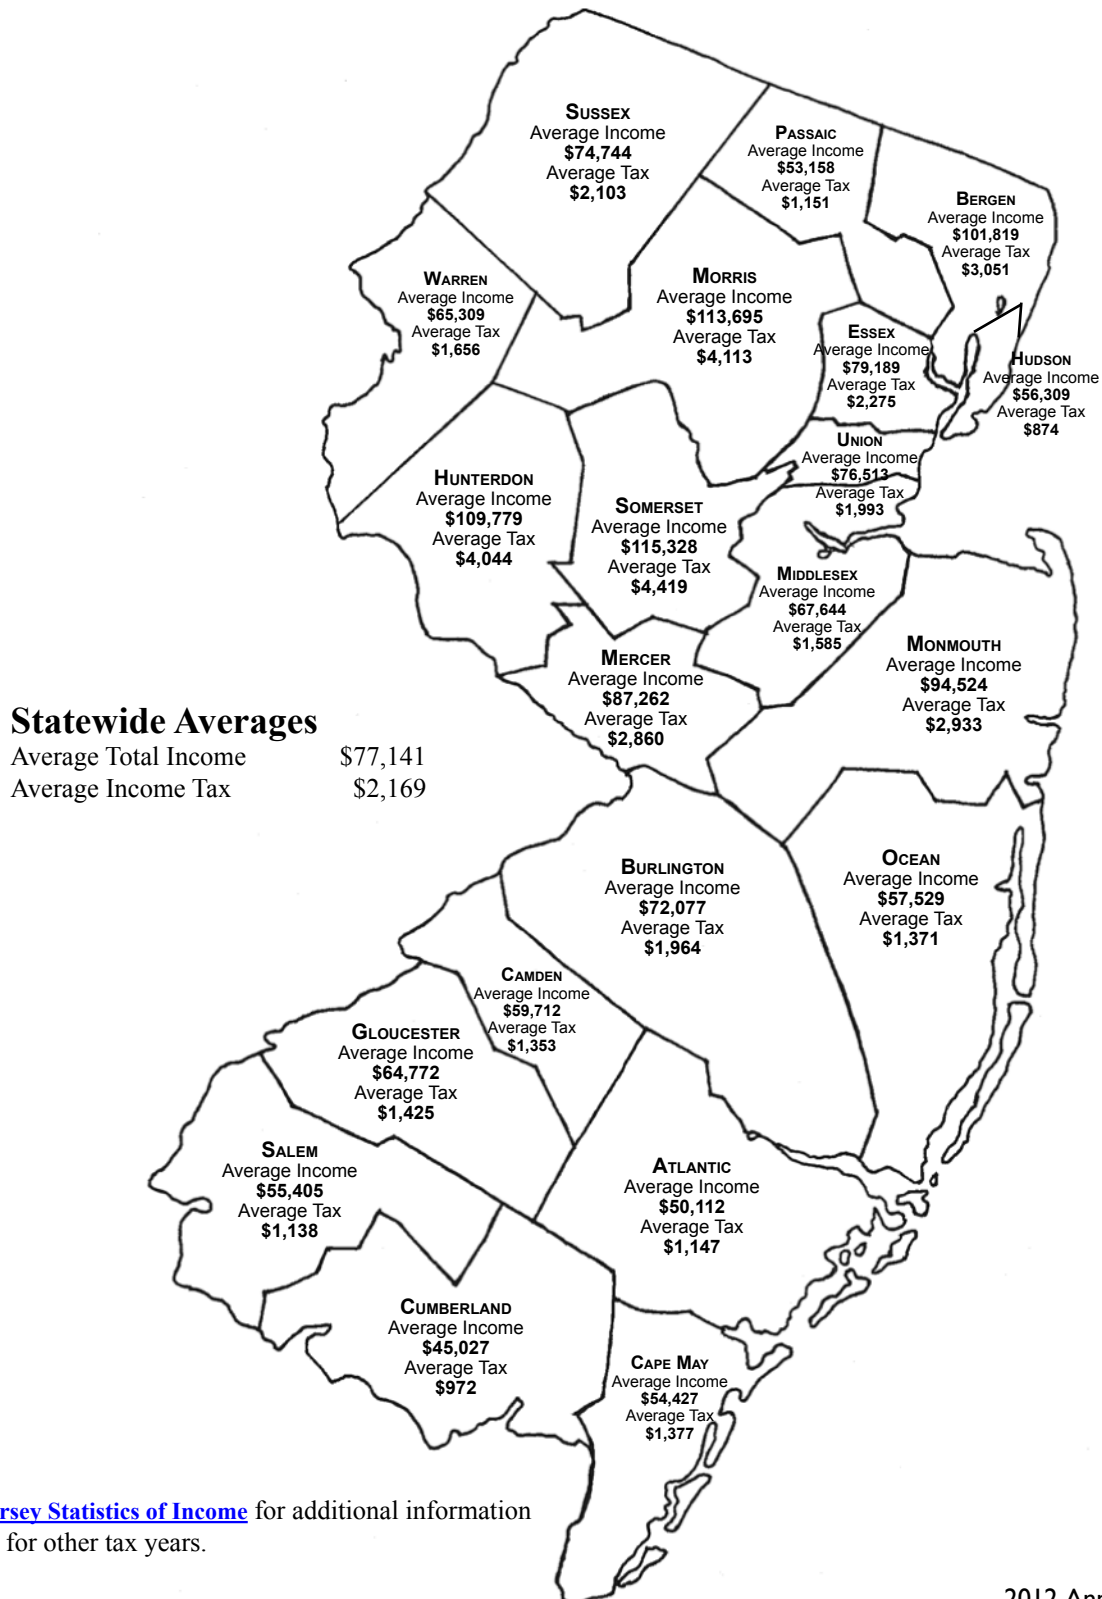 SUSSEX
Average Income
$74,744
Average Tax
$2,103
PASSAIC
Average Income
$53,158
Average Tax
$1,151
BERGEN
Average Income
$101,819
Average Tax
$3,051
WARREN
Average Income
$65,309
Average Tax
$1,656
MORRIS
Average Income
$113,695
Average Tax
$4,113
ESSEX
Average Income
$79,189
Average Tax
$2,275
HUDSON
Average Income
$56,309
Average Tax
$874
UNION
Average Income
$76,513
Average Tax
$1,993
HUNTERDON
Average Income
$109,779
Average Tax
$4,044
SOMERSET
Average Income
$115,328
Average Tax
$4,419
MIDDLESEX
Average Income
$67,644
Average Tax
$1,585
MERCER
Average Income
$87,262
Average Tax
$2,860
MONMOUTH
Average Income
$94,524
Average Tax
$2,933
Statewide Averages
Average Total Income $77,141
Average Income Tax $2,169
BURLINGTON
Average Income
$72,077
Average Tax
$1,964
OCEAN
Average Income
$57,529
Average Tax
$1,371
CAMDEN
Average Income
$59,712
Average Tax
$1,353
GLOUCESTER
Average Income
$64,772
Average Tax
$1,425
SALEM
Average Income
$55,405
Average Tax
$1,138
ATLANTIC
Average Income
$50,112
Average Tax
$1,147
CUMBERLAND
Average Income
$45,027
Average Tax
$972
CAPE MAY
Average Income
$54,427
Average Tax
$1,377
rsey Statistics of Income for additional information
for other tax years.
2012 Ann